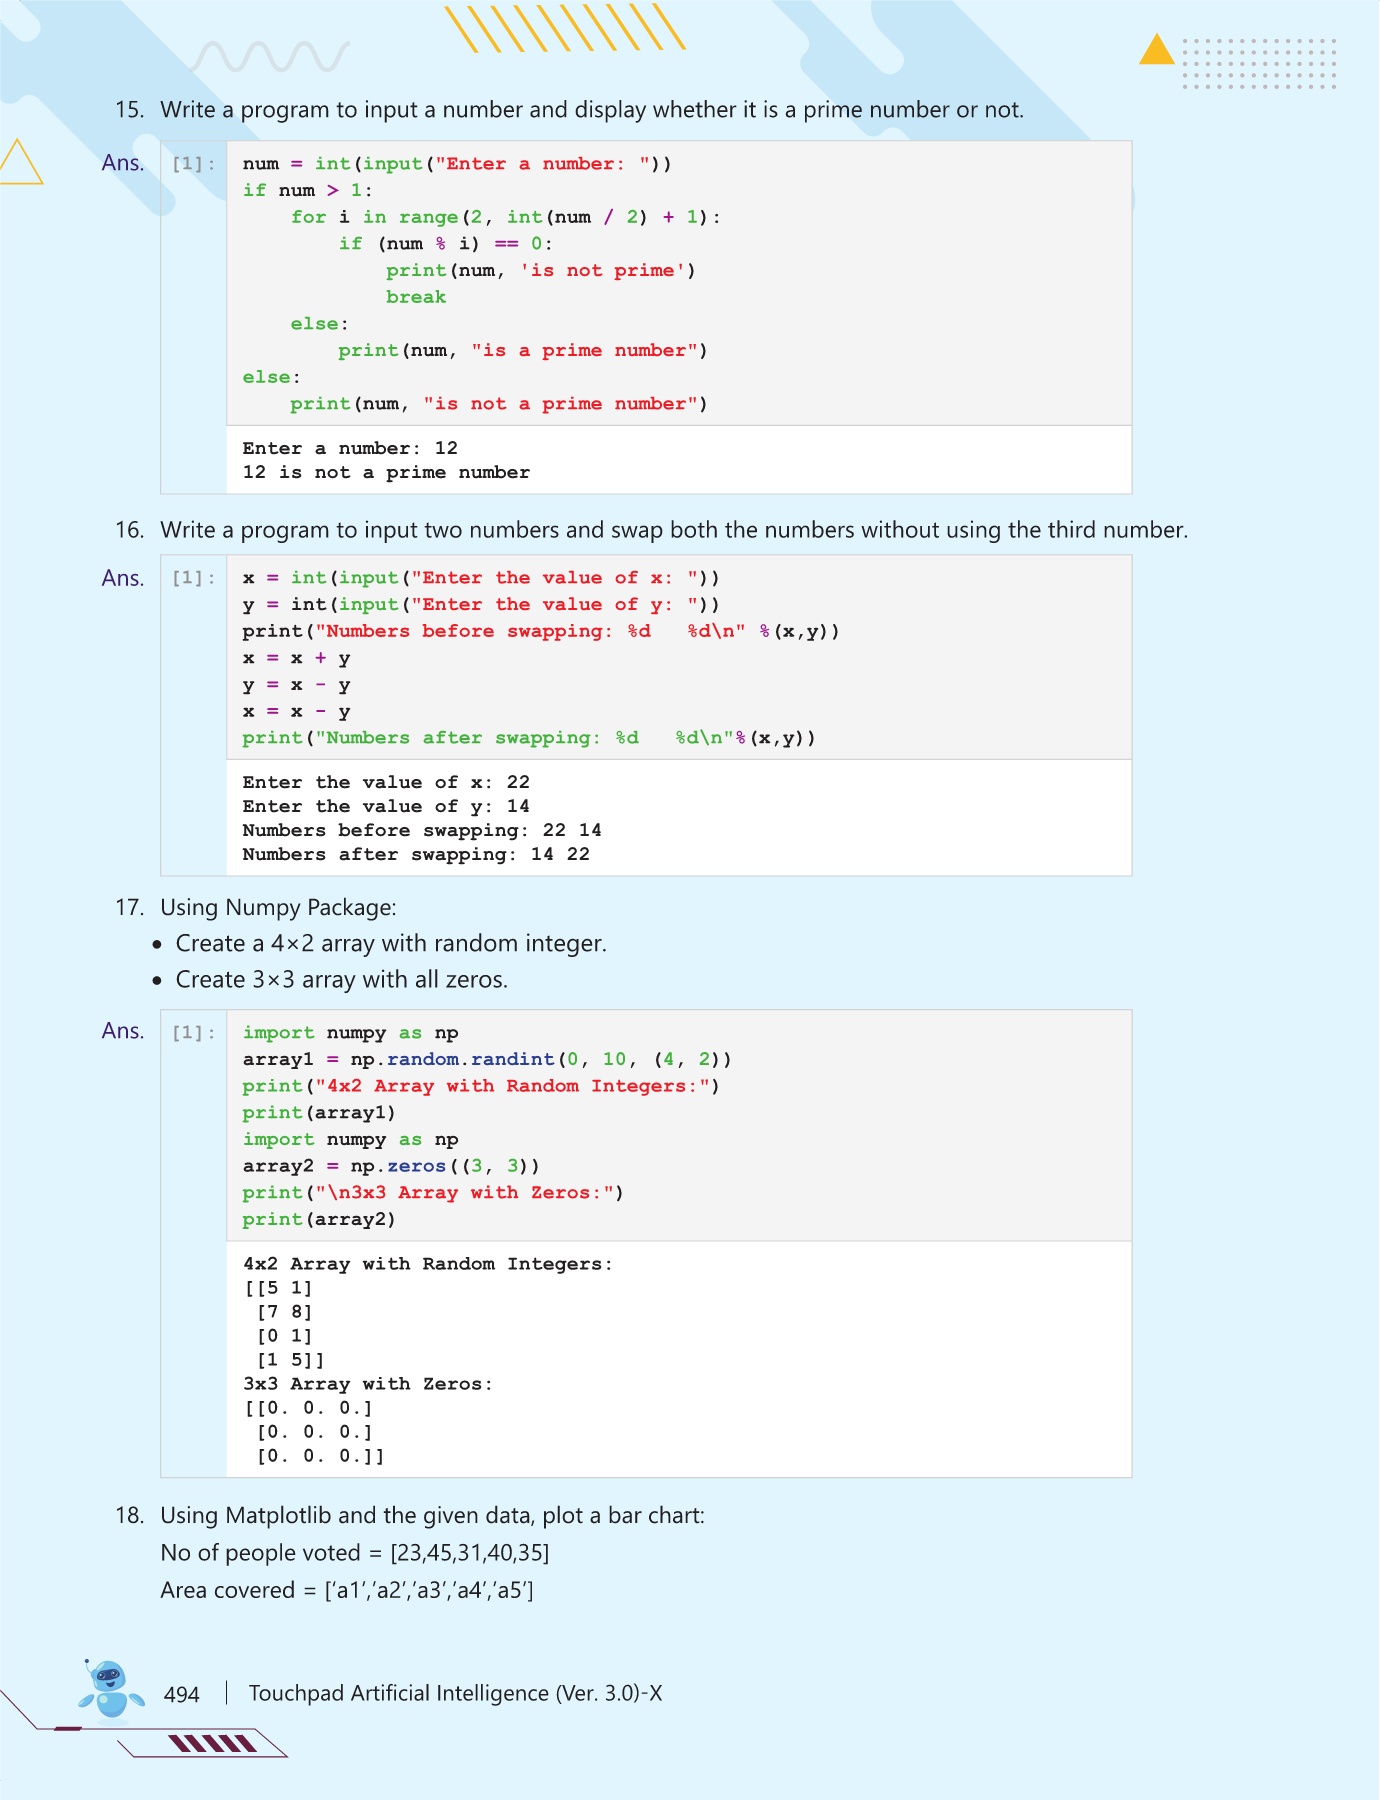 15. Write a program to input a number and display whether it is a prime number or not.
Ans. [1]: num = int(input("Enter a number: "))
if num > 1:
    for i in range(2, int(num / 2) + 1):
        if (num % i) == 0:
            print(num, 'is not prime')
            break
    else:
        print(num, "is a prime number")
else:
    print(num, "is not a prime number")
Enter a number: 12
12 is not a prime number
16. Write a program to input two numbers and swap both the numbers without using the third number.
Ans. [1]: x = int(input("Enter the value of x: "))
y = int(input("Enter the value of y: "))
print("Numbers before swapping: %d   %d\n" %(x,y))
x = x + y
y = x - y
x = x - y
print("Numbers after swapping: %d   %d\n"%(x,y))
Enter the value of x: 22
Enter the value of y: 14
Numbers before swapping: 22 14
Numbers after swapping: 14 22
17. Using Numpy Package:
• Create a 4×2 array with random integer.
• Create 3×3 array with all zeros.
Ans. [1]: import numpy as np
array1 = np.random.randint(0, 10, (4, 2))
print("4x2 Array with Random Integers:")
print(array1)
import numpy as np
array2 = np.zeros((3, 3))
print("\n3x3 Array with Zeros:")
print(array2)
4x2 Array with Random Integers:
[[5 1]
 [7 8]
 [0 1]
 [1 5]]
3x3 Array with Zeros:
[[0. 0. 0.]
 [0. 0. 0.]
 [0. 0. 0.]]
18. Using Matplotlib and the given data, plot a bar chart:
No of people voted = [23,45,31,40,35]
Area covered = [‘a1’,’a2’,’a3’,’a4’,’a5’]
494 | Touchpad Artificial Intelligence (Ver. 3.0)-X